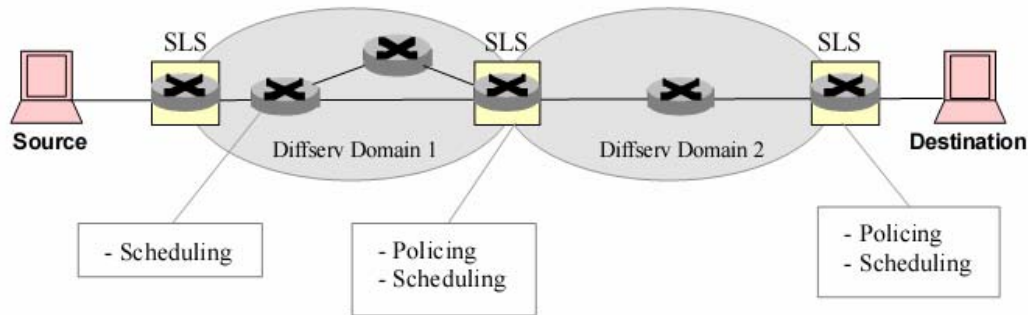 SLS
SLS
SLS
Source
Diffserv Domain 1
Diffserv Domain 2
Destination
- Scheduling
- Policing
- Scheduling
- Policing
- Scheduling